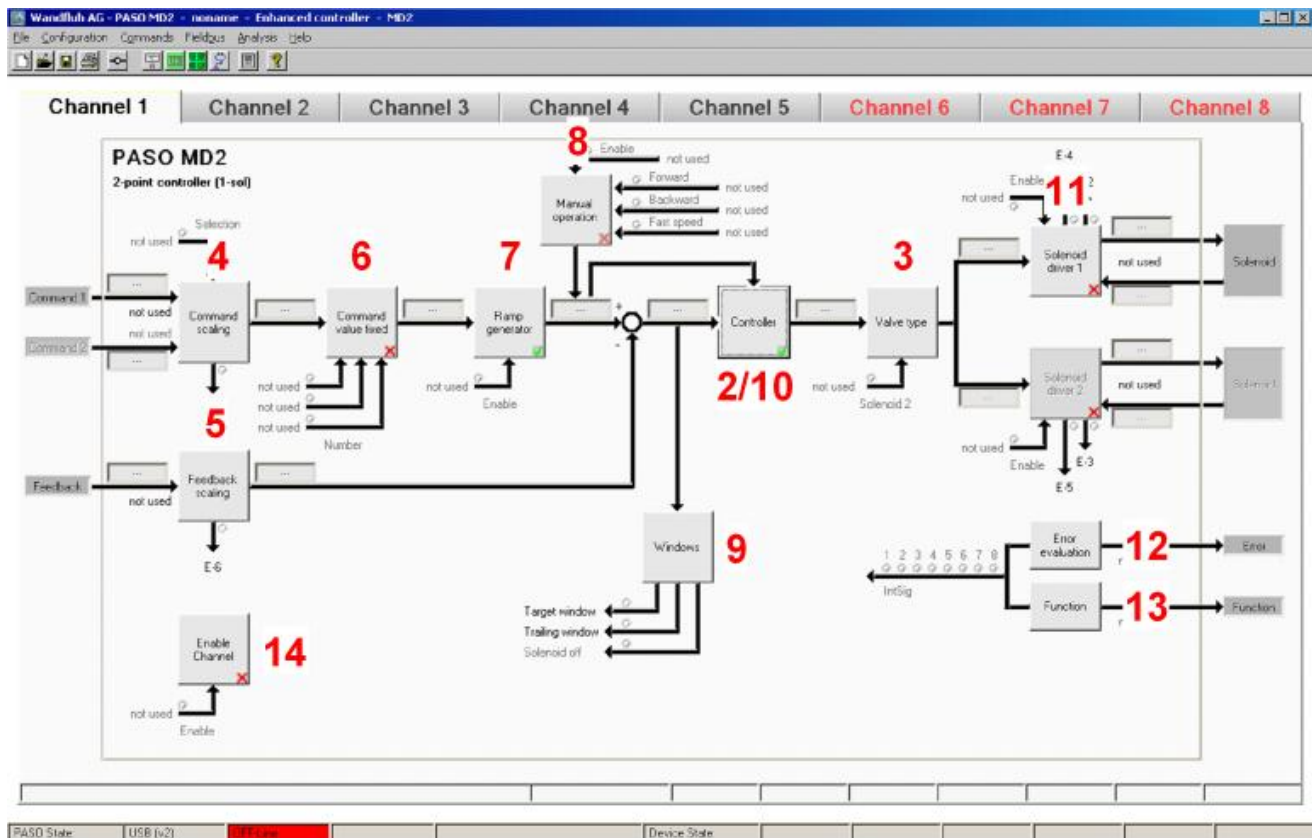 Wandfluh AG - PASO MD2 - noname - Enhanced controller - MD2
File Configuration Commands Fieldbus Analysis Help
Channel 1 Channel 2 Channel 3 Channel 4 Channel 5 Channel 6 Channel 7 Channel 8
PASO MD2
2-point controller (1-sol)
8 Enable
not used
Forward
not used
Backward
not used
Fast speed
not used
Manual operation
E-4
Enable 11 2
not used
Selection
not used
4
6
7
3
Command 1
...
not used
Command 2
not used
...
Command scaling
...
Command value fixed
...
Ramp generator
...
+
-
...
Controller
...
Valve type
...
Solenoid driver 1
...
not used
...
Solenoid
5
not used
not used
not used
Number
not used
Enable
2/10
not used
Solenoid 2
...
Solenoid driver 2
...
not used
...
Solenoid
not used
Enable
E-3
E-5
Feedback
...
not used
Feedback scaling
...
E-6
Windows
9
Target window
Trailing window
Solenoid off
1 2 3 4 5 6 7 8
IntSig
Error evaluation
12
Error
Function
13
Function
Enable Channel
14
not used
Enable
PASO State USB (v2) OFF-Line Device State